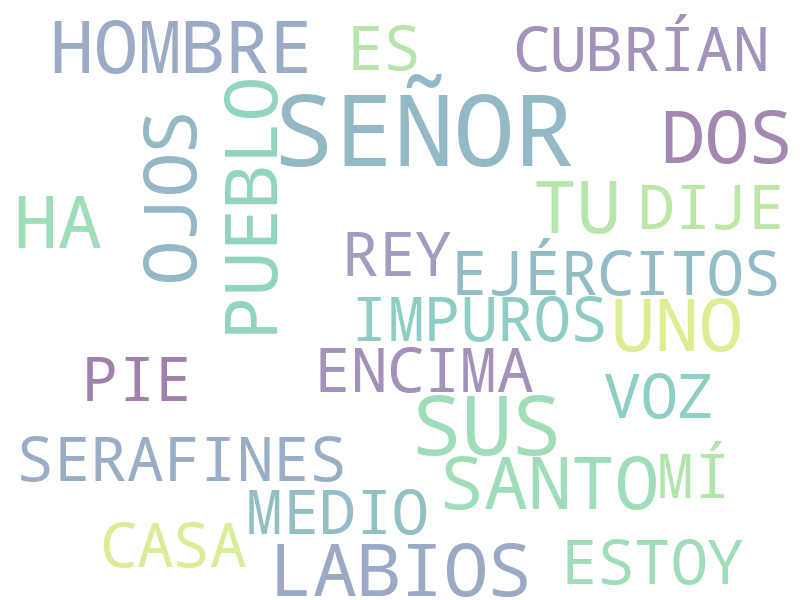 HOMBRE
ES
CUBRÍAN
SEÑOR
DOS
OJOS
PUEBLO
HA
TU
DIJE
REY
EJÉRCITOS
IMPUROS
UNO
ENCIMA
PIE
VOZ
SUS
SERAFINES
SANTO
MÍ
MEDIO
CASA
LABIOS
ESTOY